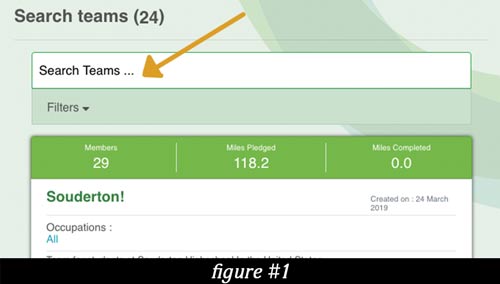 Search teams (24)
Search Teams ...
Filters
Members
29
Miles Pledged
118.2
Miles Completed
0.0
Souderton!
Created on : 24 March
2019
Occupations :
All
figure #1